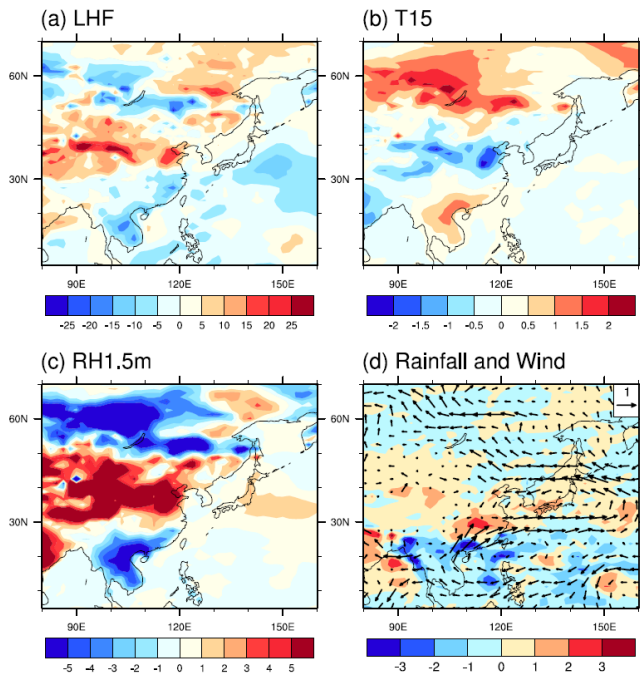 (a) LHF
(b) T15
60N
30N
60N
30N
90E 120E 150E
90E 120E 150E
-25 -20 -15 -10 -5 0 5 10 15 20 25
-2 -1.5 -1 -0.5 0 0.5 1 1.5 2
(c) RH1.5m
(d) Rainfall and Wind
1
60N
30N
60N
30N
90E 120E 150E
90E 120E 150E
-5 -4 -3 -2 -1 0 1 2 3 4 5
-3 -2 -1 0 1 2 3